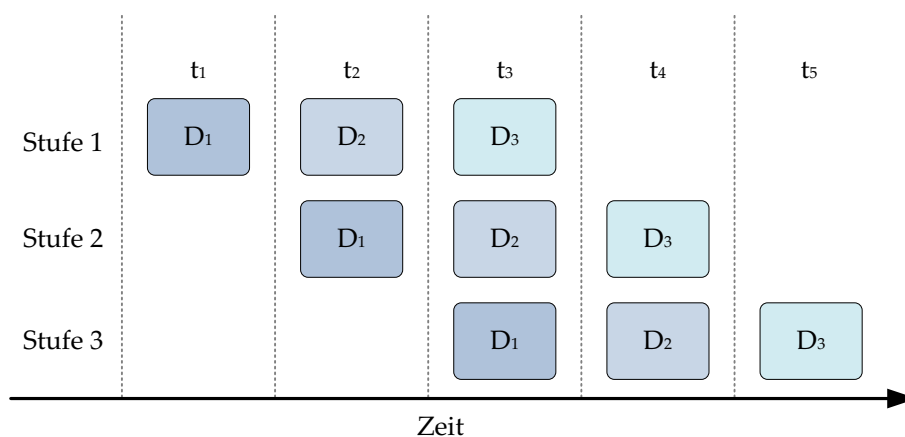 t₁ t₂ t₃ t₄ t₅
Stufe 1 D₁ D₂ D₃
Stufe 2 D₁ D₂ D₃
Stufe 3 D₁ D₂ D₃
Zeit